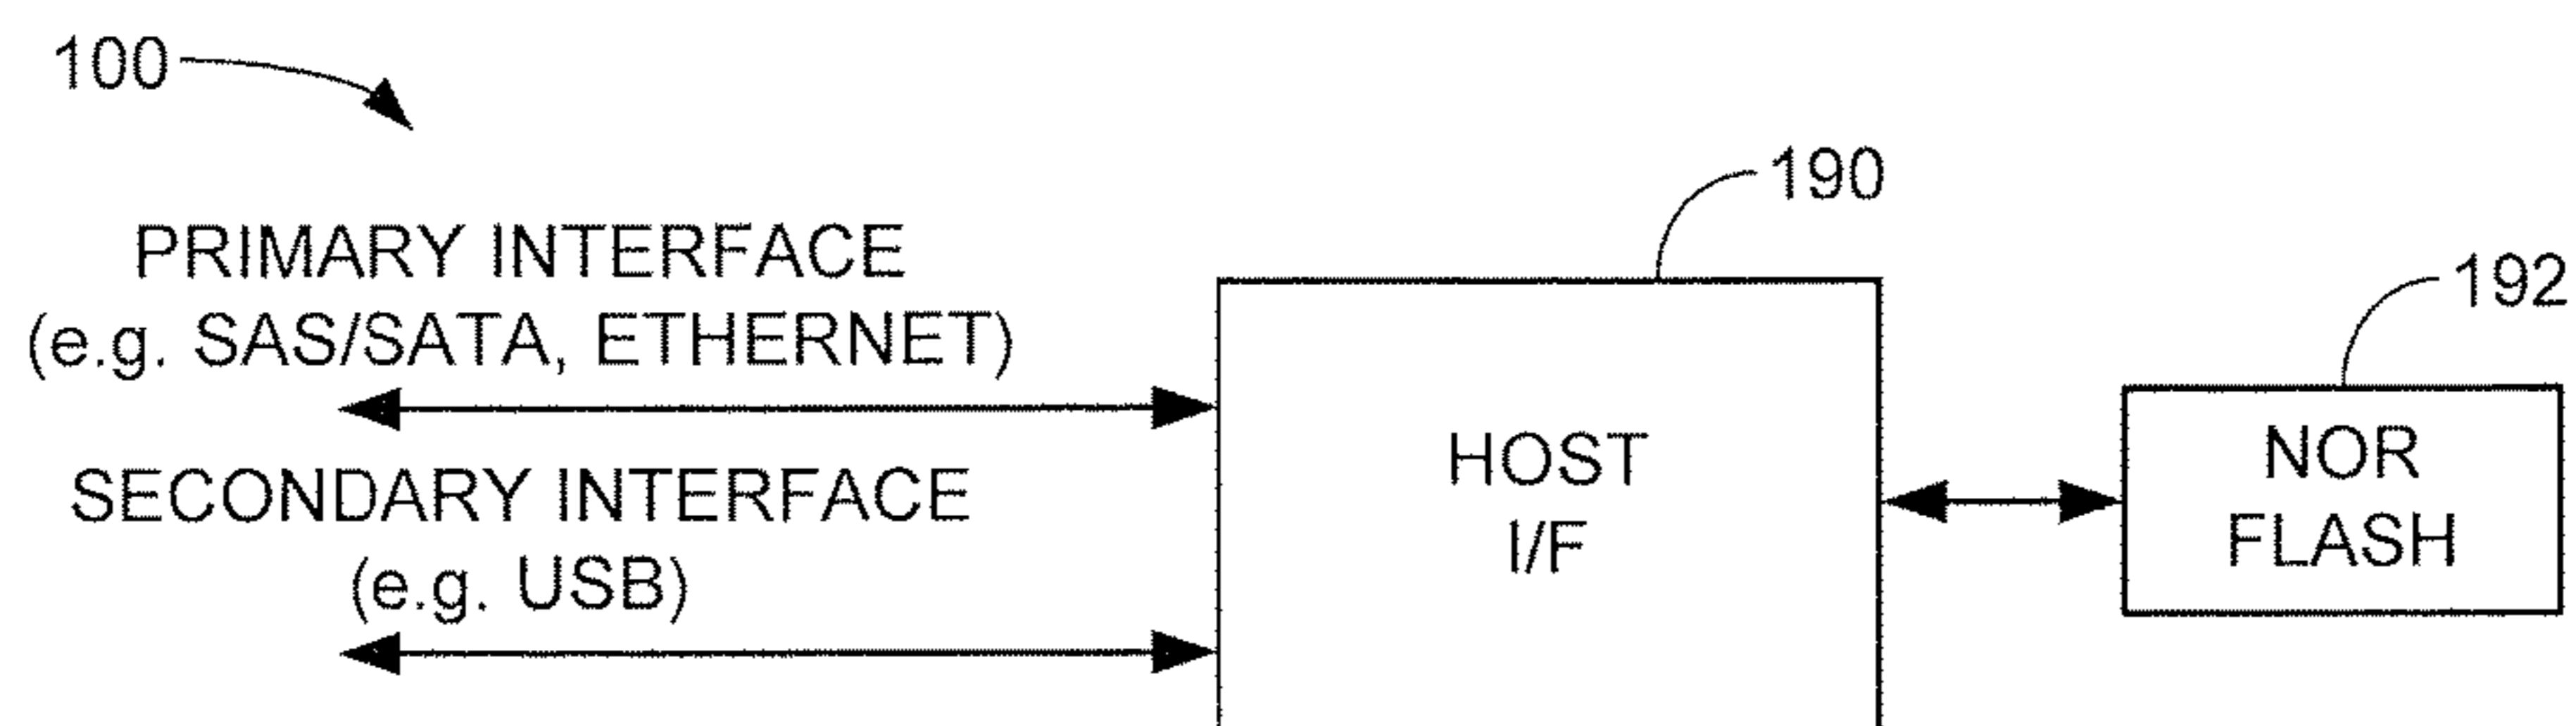 100
190
PRIMARY INTERFACE
(e.g. SAS/SATA, ETHERNET)
192
SECONDARY INTERFACE
(e.g. USB)
HOST
I/F
NOR
FLASH